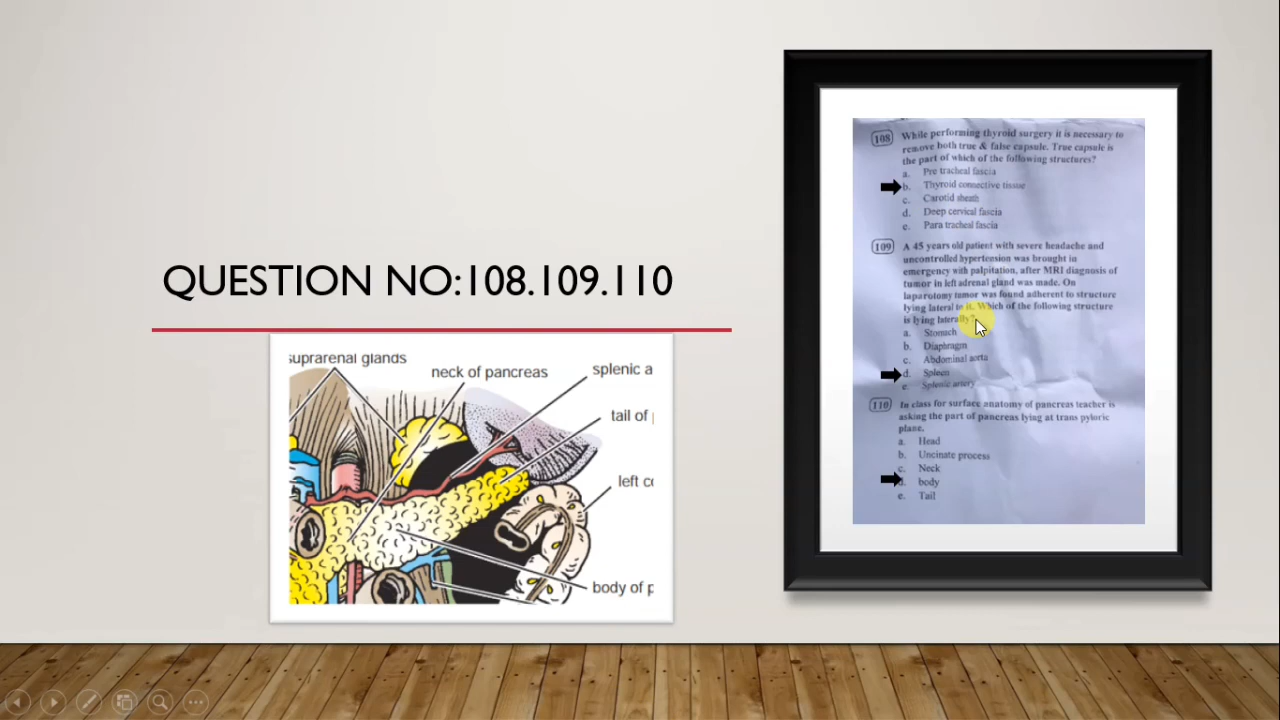 QUESTION NO:108.109.110
suprarenal glands
neck of pancreas
splenic a
tail of
left co
body of p
108 While performing thyroid surgery it is necessary to
remove both true & false capsule. True capsule is
the part of which of the following structures?
a. Pre tracheal fascia
b. Thyroid connective tissue
c. Carotid sheath
d. Deep cervical fascia
e. Para tracheal fascia
109 A 45 years old patient with severe headache and
uncontrolled hypertension was brought in
emergency with palpitation, after MRI diagnosis of
tumor in left adrenal gland was made. On
laparotomy tumor was found adherent to structure
lying lateral to it. Which of the following structure
is lying laterally?
a. Stomach
b. Diaphragm
c. Abdominal aorta
d. Spleen
e. Splenic artery
110 In class for surface anatomy of pancreas teacher is
asking the part of pancreas lying at trans pyloric
plane.
a. Head
b. Uncinate process
c. Neck
d. body
e. Tail